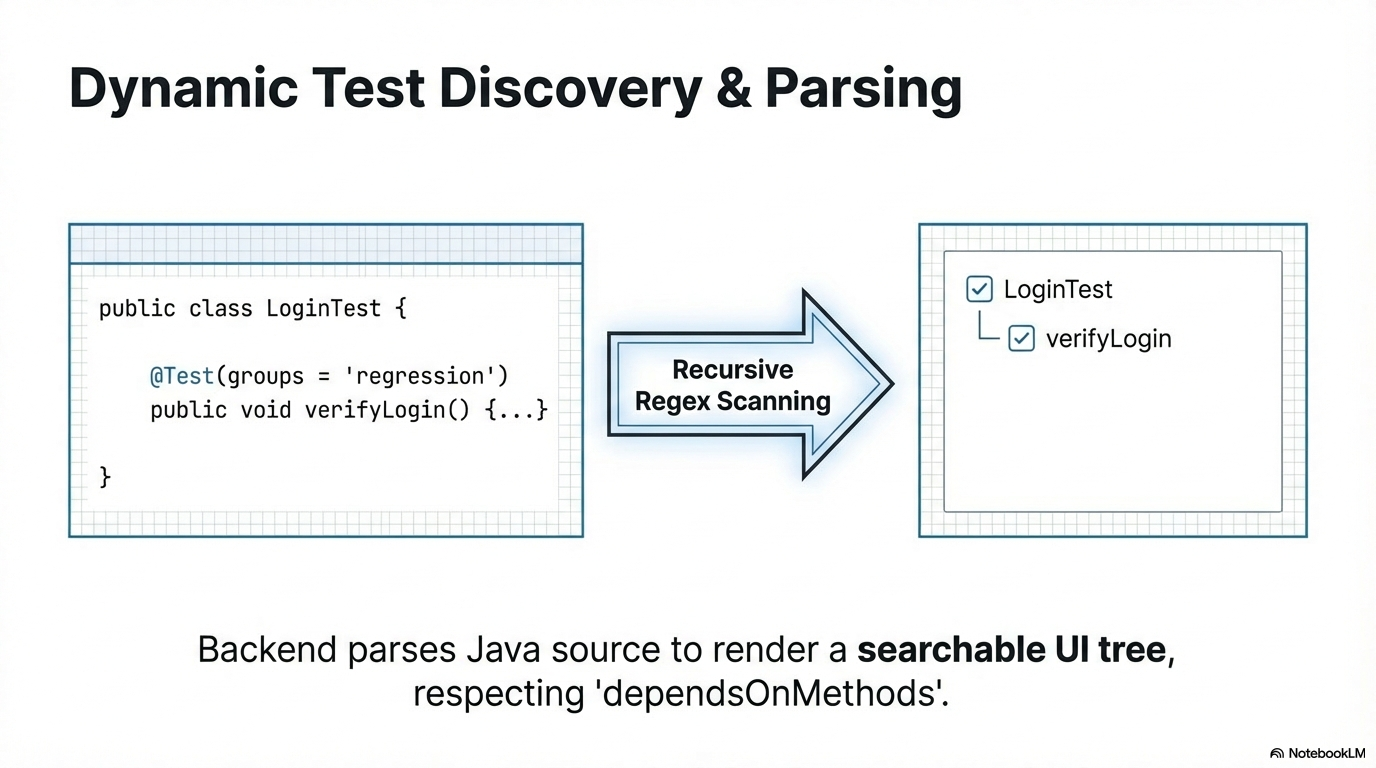 Dynamic Test Discovery & Parsing
public class LoginTest {
@Test(groups = 'regression')
public void verifyLogin() {...}
}
Recursive
Regex Scanning
LoginTest
verifyLogin
Backend parses Java source to render a searchable UI tree,
respecting 'dependsOnMethods'.
NotebookLM